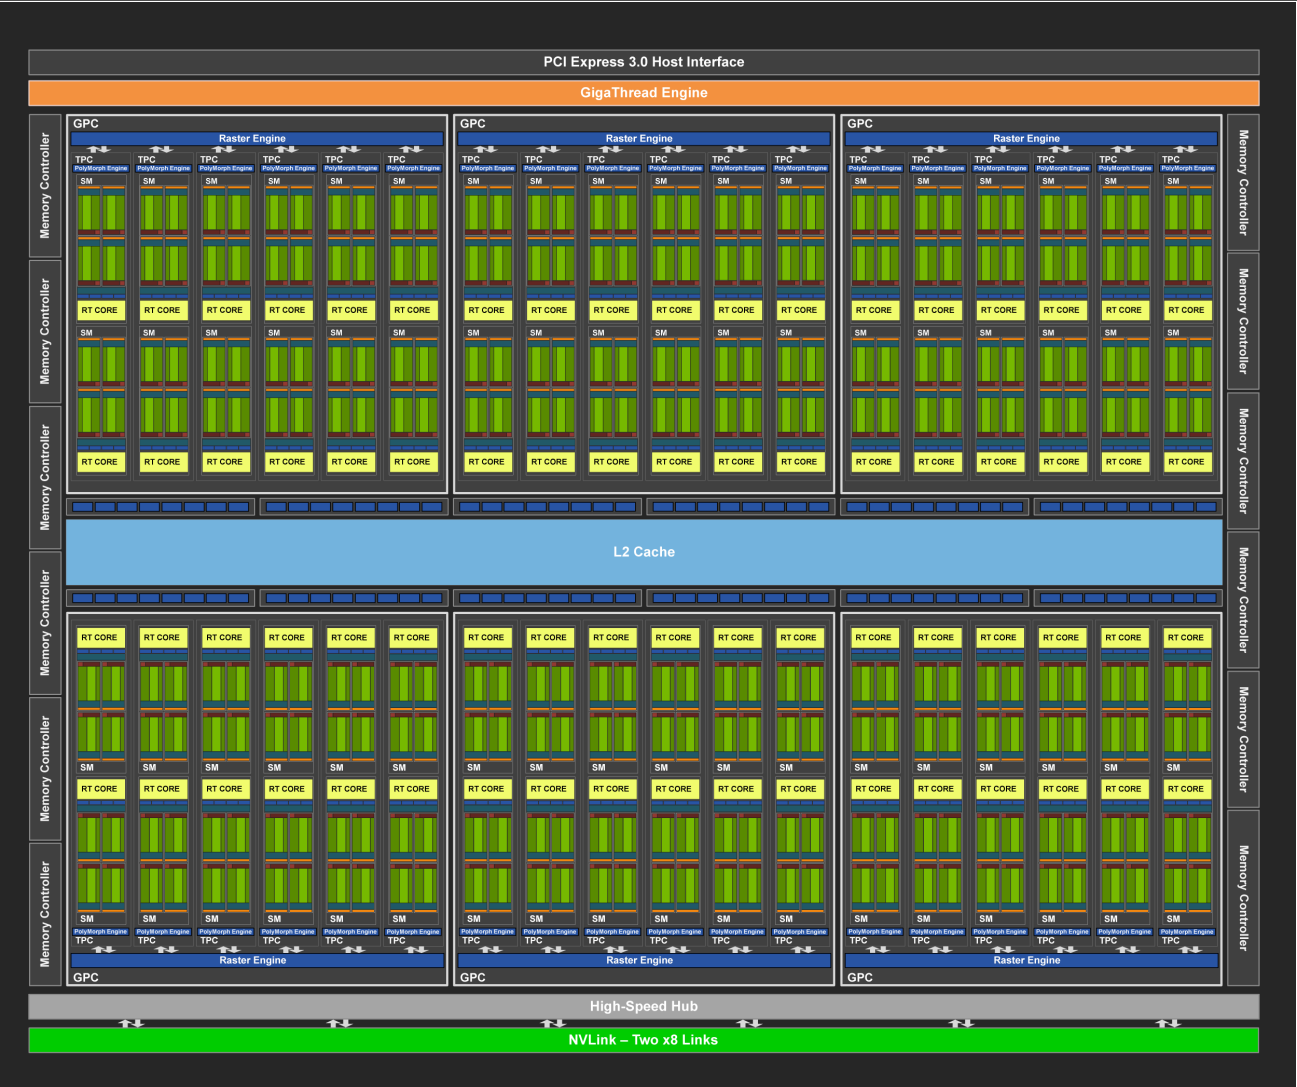 PCI Express 3.0 Host Interface
GigaThread Engine
GPC GPC GPC
Raster Engine Raster Engine Raster Engine
TPC TPC TPC TPC TPC TPC TPC TPC TPC TPC TPC TPC TPC TPC TPC TPC TPC TPC
PolyMorph Engine PolyMorph Engine PolyMorph Engine PolyMorph Engine PolyMorph Engine PolyMorph Engine PolyMorph Engine PolyMorph Engine PolyMorph Engine PolyMorph Engine PolyMorph Engine PolyMorph Engine PolyMorph Engine PolyMorph Engine PolyMorph Engine PolyMorph Engine PolyMorph Engine PolyMorph Engine
SM SM SM SM SM SM SM SM SM SM SM SM SM SM SM SM SM SM
RT CORE RT CORE RT CORE RT CORE RT CORE RT CORE RT CORE RT CORE RT CORE RT CORE RT CORE RT CORE RT CORE RT CORE RT CORE RT CORE RT CORE RT CORE
SM SM SM SM SM SM SM SM SM SM SM SM SM SM SM SM SM SM
RT CORE RT CORE RT CORE RT CORE RT CORE RT CORE RT CORE RT CORE RT CORE RT CORE RT CORE RT CORE RT CORE RT CORE RT CORE RT CORE RT CORE RT CORE
L2 Cache
RT CORE RT CORE RT CORE RT CORE RT CORE RT CORE RT CORE RT CORE RT CORE RT CORE RT CORE RT CORE RT CORE RT CORE RT CORE RT CORE RT CORE RT CORE
SM SM SM SM SM SM SM SM SM SM SM SM SM SM SM SM SM SM
RT CORE RT CORE RT CORE RT CORE RT CORE RT CORE RT CORE RT CORE RT CORE RT CORE RT CORE RT CORE RT CORE RT CORE RT CORE RT CORE RT CORE RT CORE
SM SM SM SM SM SM SM SM SM SM SM SM SM SM SM SM SM SM
PolyMorph Engine PolyMorph Engine PolyMorph Engine PolyMorph Engine PolyMorph Engine PolyMorph Engine PolyMorph Engine PolyMorph Engine PolyMorph Engine PolyMorph Engine PolyMorph Engine PolyMorph Engine PolyMorph Engine PolyMorph Engine PolyMorph Engine PolyMorph Engine PolyMorph Engine PolyMorph Engine
TPC TPC TPC TPC TPC TPC TPC TPC TPC TPC TPC TPC TPC TPC TPC TPC TPC TPC
Raster Engine Raster Engine Raster Engine
GPC GPC GPC
Memory Controller
Memory Controller
Memory Controller
Memory Controller
Memory Controller
Memory Controller
Memory Controller
Memory Controller
Memory Controller
Memory Controller
Memory Controller
Memory Controller
High-Speed Hub
NVLink – Two x8 Links